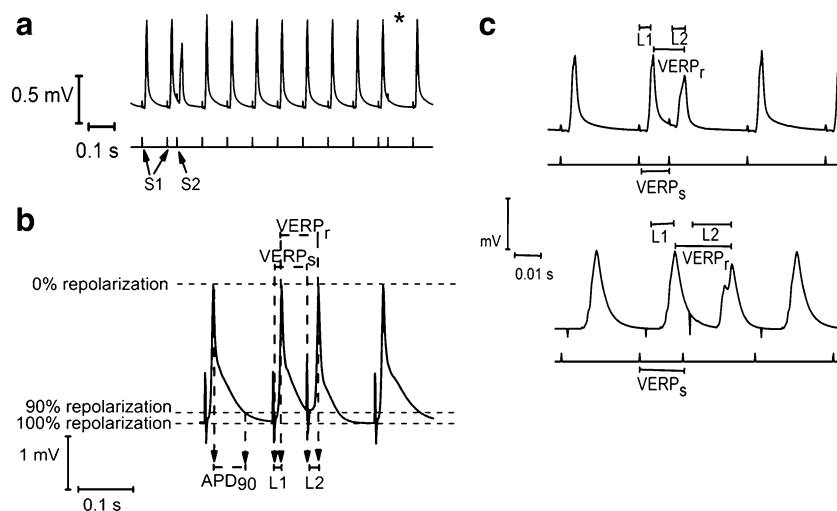 a
*
0.5 mV
0.1 s
S1
S2
b
VERPr
VERPs
0% repolarization
90% repolarization
100% repolarization
1 mV
0.1 s
APD90
L1
L2
c
L1
L2
VERPr
VERPs
mV
0.01 s
L1
L2
VERPr
VERPs